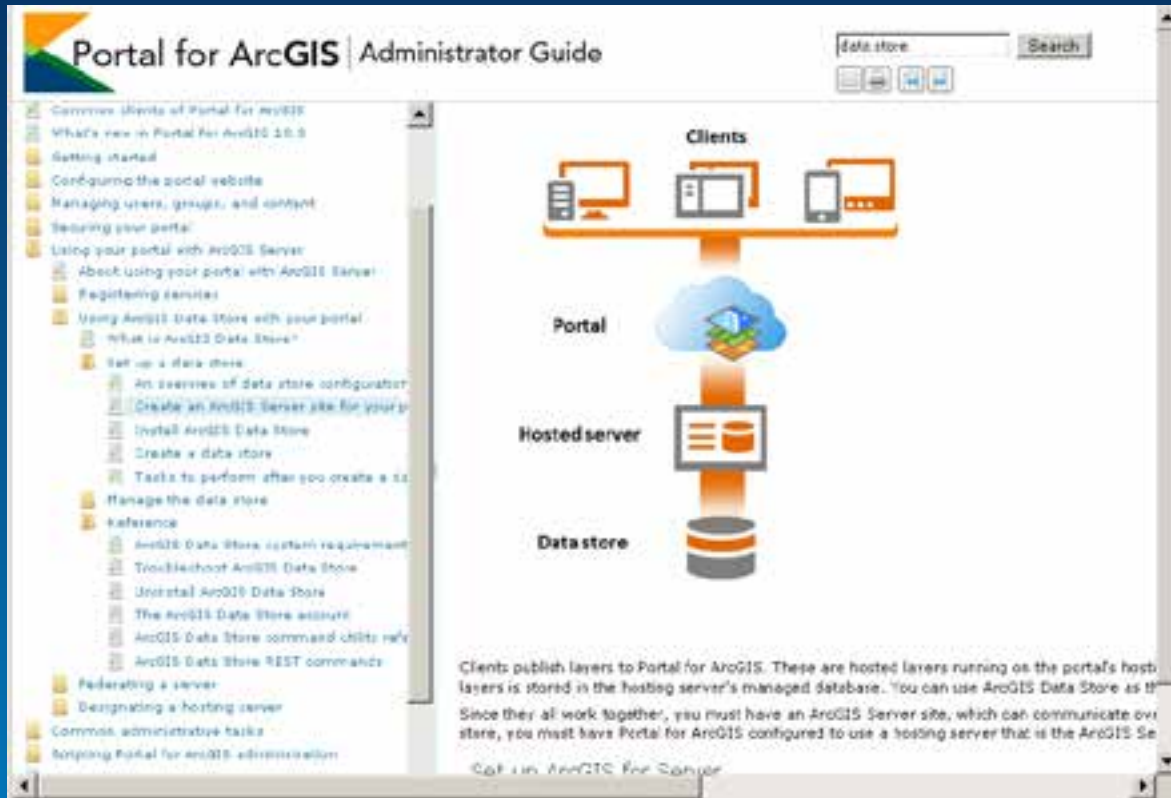 Portal for ArcGIS | Administrator Guide
data store
Search
Common clients of Portal for ArcGIS
What's new in Portal for ArcGIS 10.3
Getting started
Configuring the portal website
Managing users, groups, and content
Securing your portal
Using your portal with ArcGIS Server
About using your portal with ArcGIS Server
Registering services
Using ArcGIS Data Store with your portal
What is ArcGIS Data Store?
Set up a data store
An overview of data store configuration
Create an ArcGIS Server site for your p
Install ArcGIS Data Store
Create a data store
Tasks to perform after you create a
Manage the data store
Reference
ArcGIS Data Store system requirement
Troubleshoot ArcGIS Data Store
Uninstall ArcGIS Data Store
The ArcGIS Data Store account
ArcGIS Data Store command utility refe
ArcGIS Data Store REST commands
Federating a server
Designating a hosting server
Common administrative tasks
Scripting Portal for ArcGIS administration
Clients
Portal
Hosted server
Data store
Clients publish layers to Portal for ArcGIS. These are hosted layers running on the portal's host
layers is stored in the hosting server's managed database. You can use ArcGIS Data Store as th
Since they all work together, you must have an ArcGIS Server site, which can communicate ove
store, you must have Portal for ArcGIS configured to use a hosting server that is the ArcGIS Se
Set up ArcGIS for Server